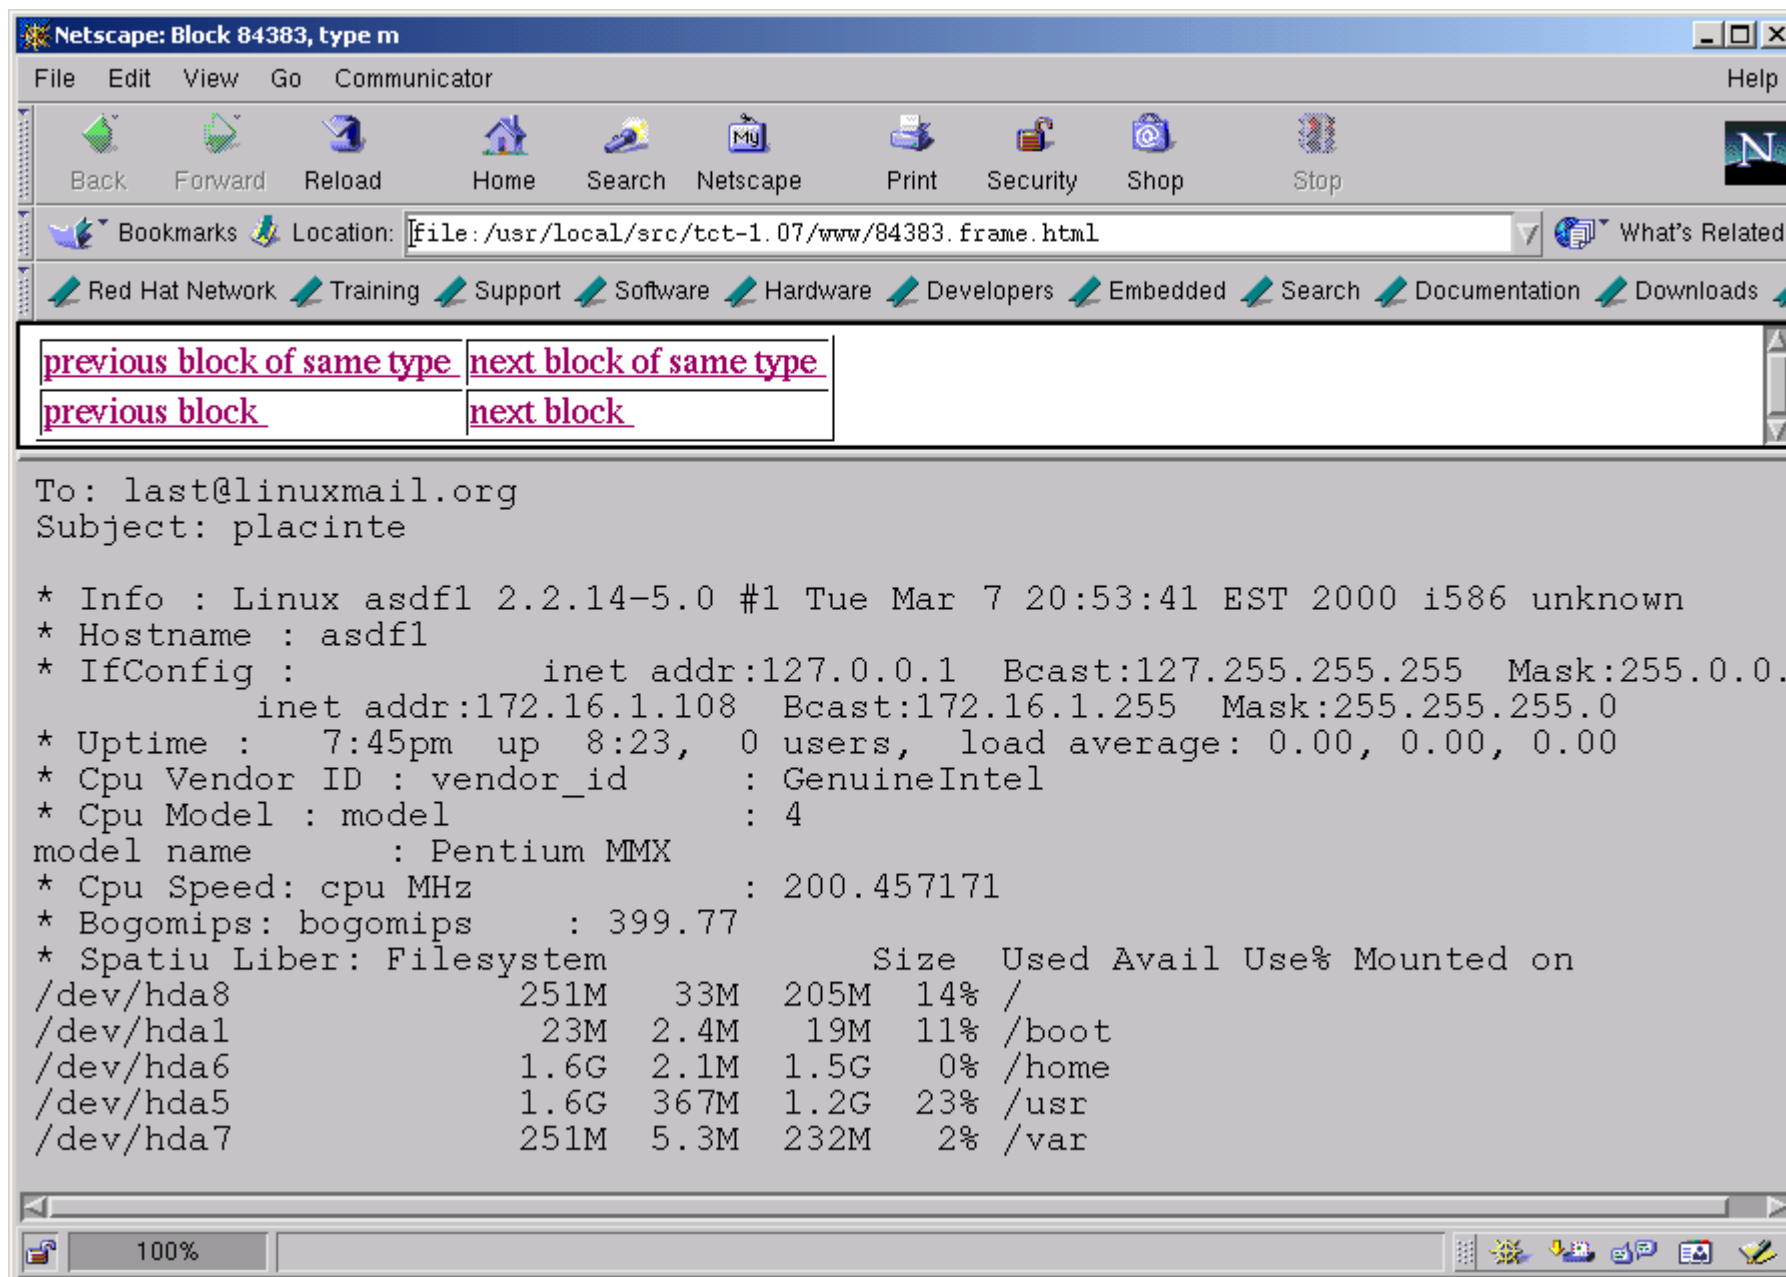 Netscape: Block 84383, type m
File Edit View Go Communicator Help
Back Forward Reload Home Search Netscape Print Security Shop Stop
My
N
Bookmarks Location: file:/usr/local/src/tct-1.07/www/84383.frame.html What's Related
Red Hat Network Training Support Software Hardware Developers Embedded Search Documentation Downloads
previous block of same type next block of same type
previous block next block
To: last@linuxmail.org
Subject: placinte
* Info : Linux asdf1 2.2.14-5.0 #1 Tue Mar 7 20:53:41 EST 2000 i586 unknown
* Hostname : asdf1
* IfConfig : inet addr:127.0.0.1 Bcast:127.255.255.255 Mask:255.0.0.
inet addr:172.16.1.108 Bcast:172.16.1.255 Mask:255.255.255.0
* Uptime : 7:45pm up 8:23, 0 users, load average: 0.00, 0.00, 0.00
* Cpu Vendor ID : vendor_id : GenuineIntel
* Cpu Model : model : 4
model name : Pentium MMX
* Cpu Speed: cpu MHz : 200.457171
* Bogomips: bogomips : 399.77
* Spatiu Liber: Filesystem Size Used Avail Use% Mounted on
/dev/hda8 251M 33M 205M 14% /
/dev/hda1 23M 2.4M 19M 11% /boot
/dev/hda6 1.6G 2.1M 1.5G 0% /home
/dev/hda5 1.6G 367M 1.2G 23% /usr
/dev/hda7 251M 5.3M 232M 2% /var
100%